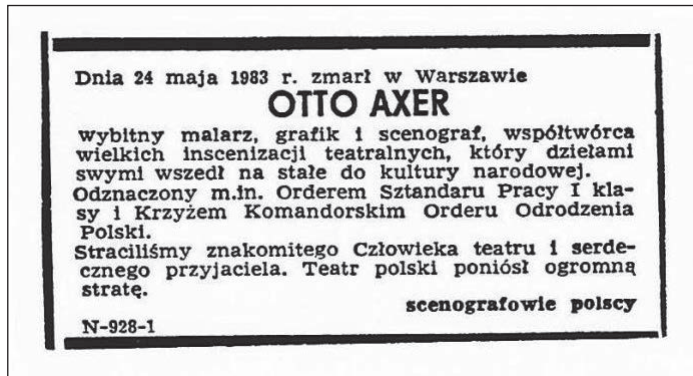 Dnia 24 maja 1983 r. zmarł w Warszawie
OTTO AXER
wybitny malarz, grafik i scenograf, współtwórca
wielkich inscenizacji teatralnych, który dziełami
swymi wszedł na stałe do kultury narodowej.
Odznaczony m.in. Orderem Sztandaru Pracy I kla-
sy i Krzyżem Komandorskim Orderu Odrodzenia
Polski.
Straciliśmy znakomitego Człowieka teatru i serde-
cznego przyjaciela. Teatr polski poniósł ogromną
stratę.
scenografowie polscy
N-928-1